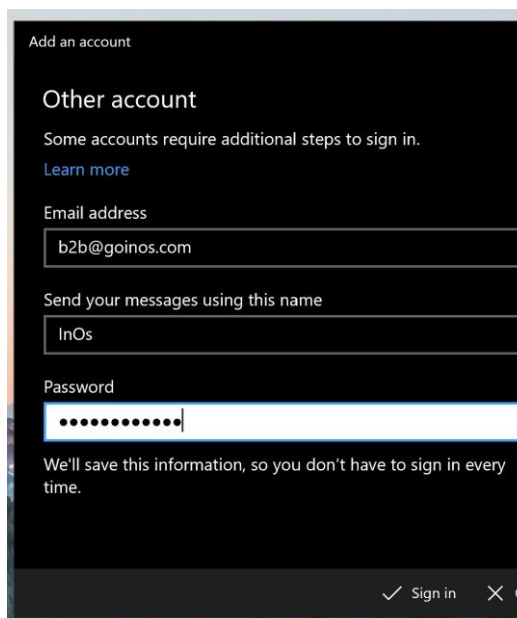 Add an account
Other account
Some accounts require additional steps to sign in.
Learn more
Email address
b2b@goinos.com
Send your messages using this name
InOs
Password
●●●●●●●●●●●●
We'll save this information, so you don't have to sign in every
time.
Sign in